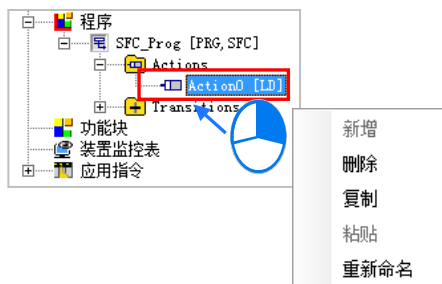 程序
SFC_Prog [PRG,SFC]
Actions
Action0 [LD]
Transitions
功能块
装置监控表
应用指令
新增
删除
复制
粘贴
重新命名